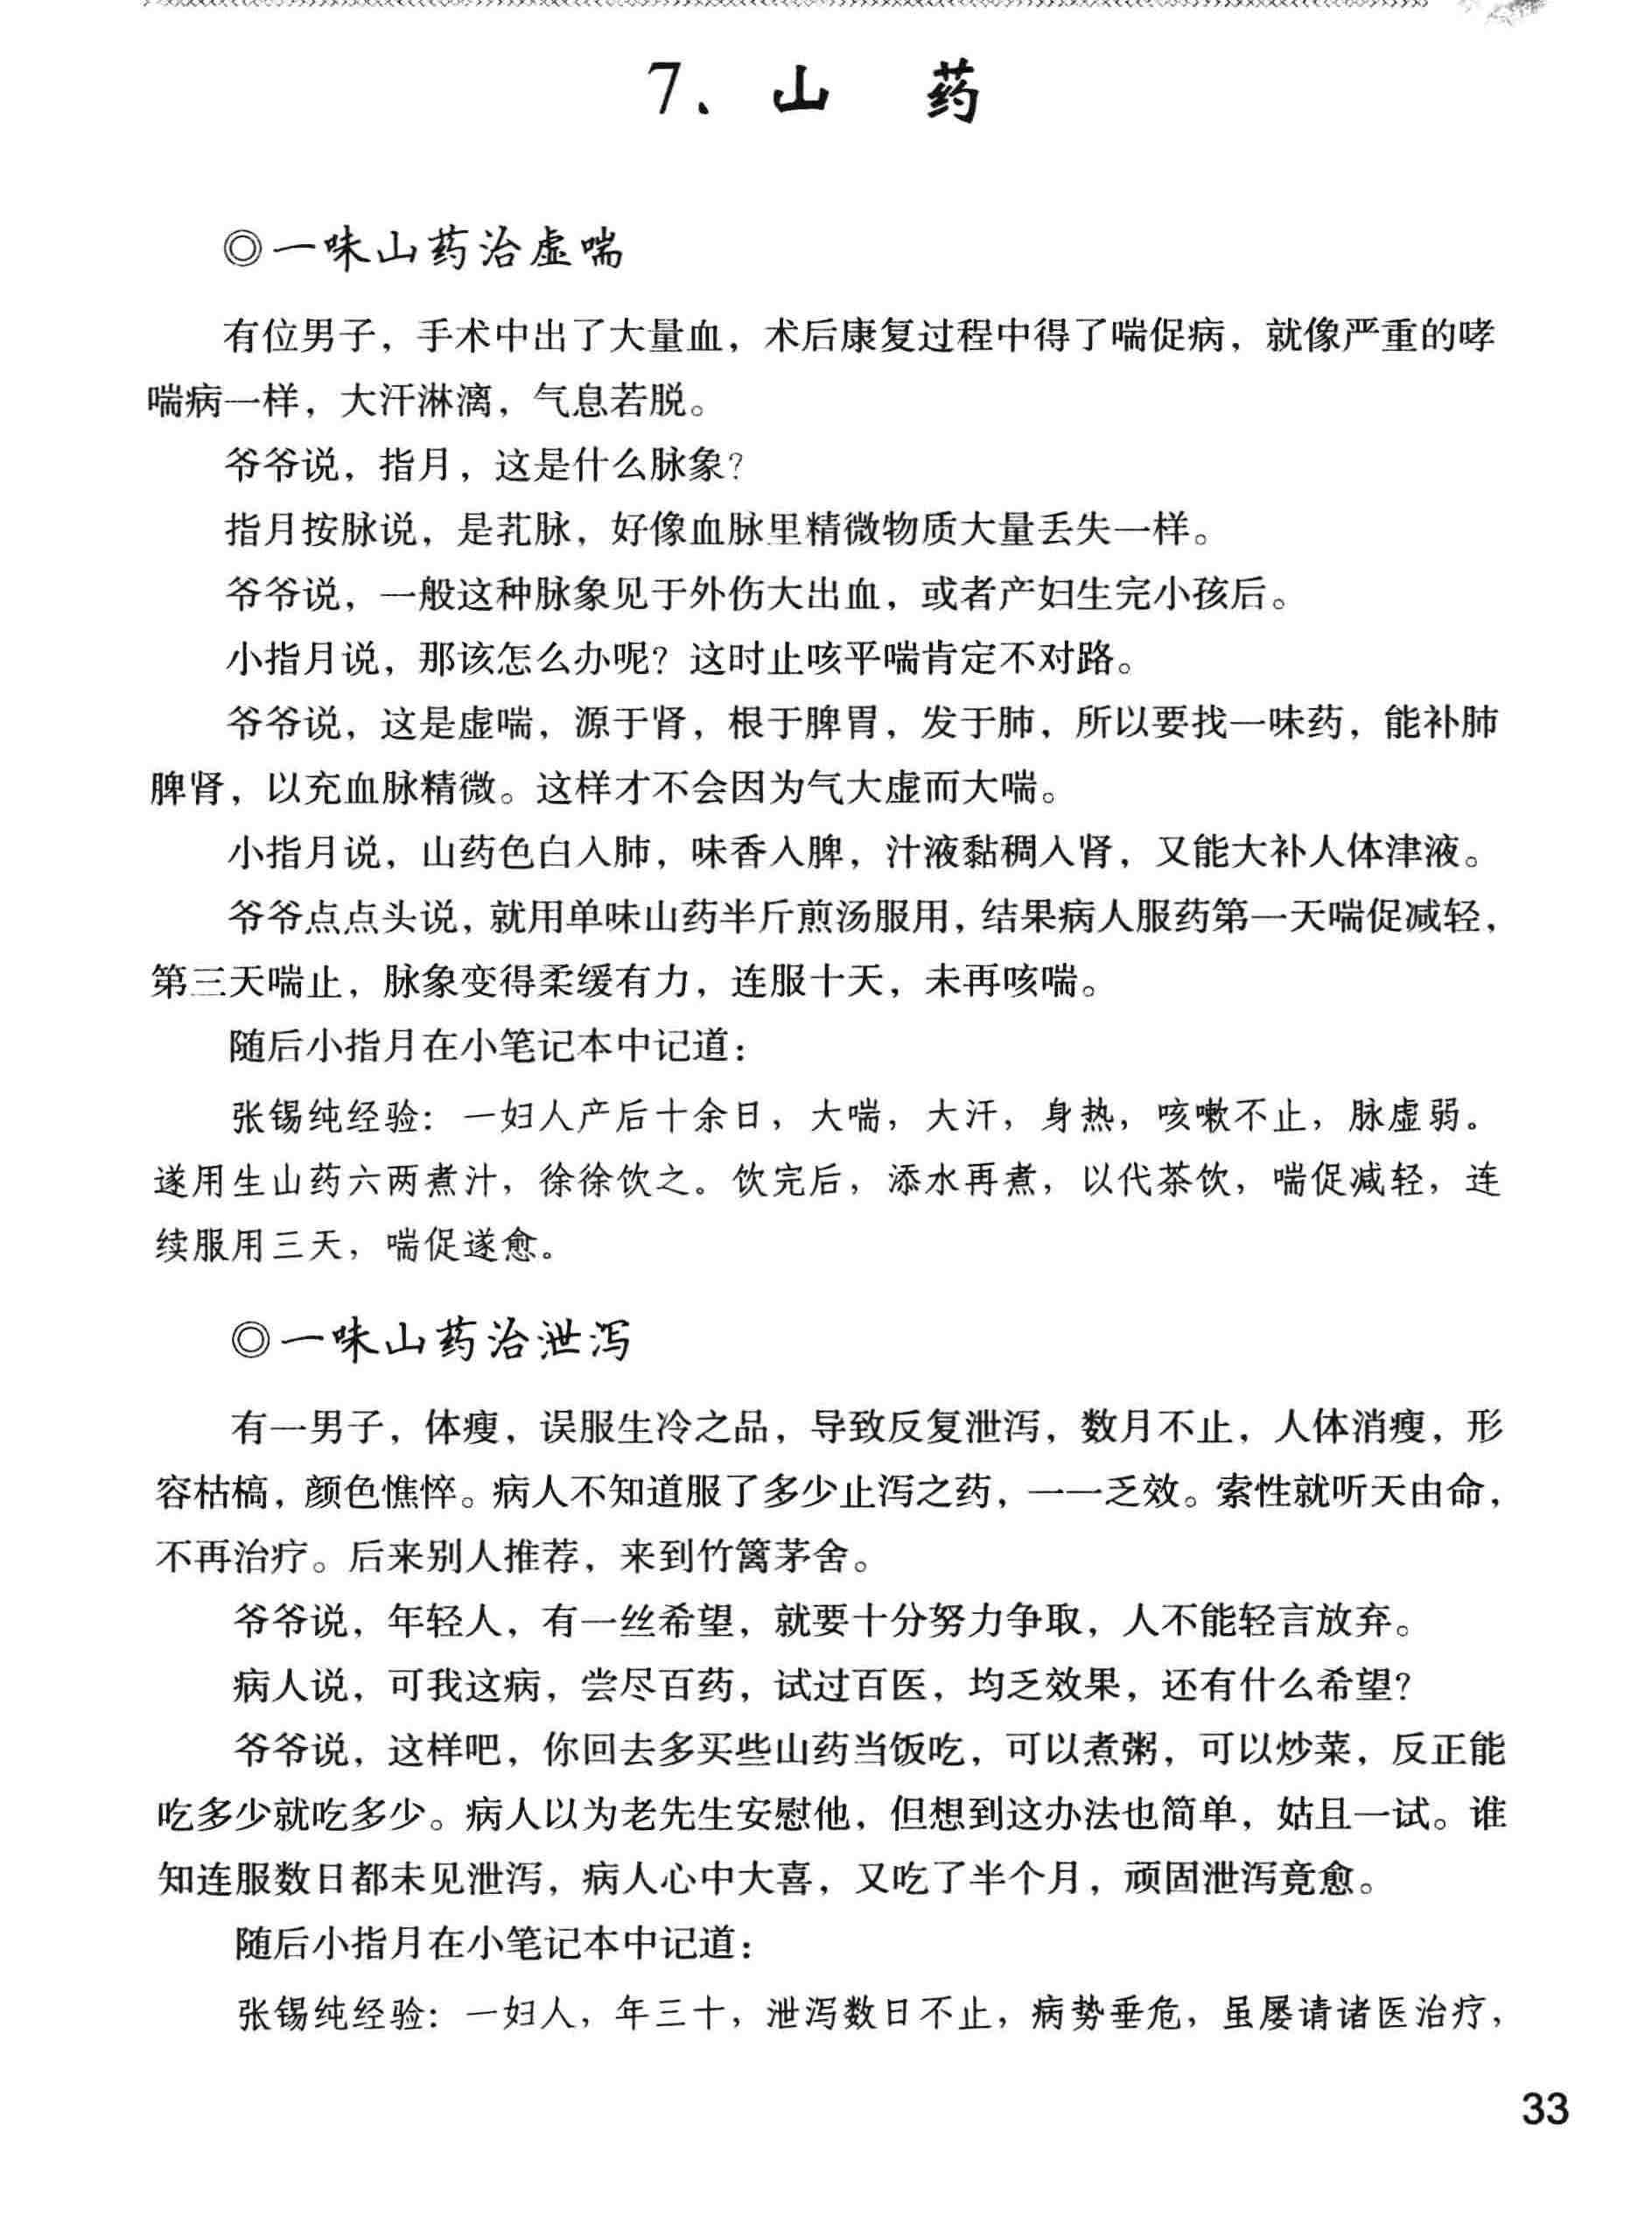 7、山 药
◎一味山药治虚喘
有位男子，手术中出了大量血，术后康复过程中得了喘促病，就像严重的哮
喘病一样，大汗淋漓，气息若脱。
爷爷说，指月，这是什么脉象？
指月按脉说，是芤脉，好像血脉里精微物质大量丢失一样。
爷爷说，一般这种脉象见于外伤大出血，或者产妇生完小孩后。
小指月说，那该怎么办呢？这时止咳平喘肯定不对路。
爷爷说，这是虚喘，源于肾，根于脾胃，发于肺，所以要找一味药，能补肺
脾肾，以充血脉精微。这样才不会因为气大虚而大喘。
小指月说，山药色白入肺，味香入脾，汁液黏稠入肾，又能大补人体津液。
爷爷点点头说，就用单味山药半斤煎汤服用，结果病人服药第一天喘促减轻，
第三天喘止，脉象变得柔缓有力，连服十天，未再咳喘。
随后小指月在小笔记本中记道：
张锡纯经验：一妇人产后十余日，大喘，大汗，身热，咳嗽不止，脉虚弱。
遂用生山药六两煮汁，徐徐饮之。饮完后，添水再煮，以代茶饮，喘促减轻，连
续服用三天，喘促遂愈。
◎一味山药治泄泻
有一男子，体瘦，误服生冷之品，导致反复泄泻，数月不止，人体消瘦，形
容枯槁，颜色憔悴。病人不知道服了多少止泻之药，一一乏效。索性就听天由命，
不再治疗。后来别人推荐，来到竹篱茅舍。
爷爷说，年轻人，有一丝希望，就要十分努力争取，人不能轻言放弃。
病人说，可我这病，尝尽百药，试过百医，均乏效果，还有什么希望？
爷爷说，这样吧，你回去多买些山药当饭吃，可以煮粥，可以炒菜，反正能
吃多少就吃多少。病人以为老先生安慰他，但想到这办法也简单，姑且一试。谁
知连服数日都未见泄泻，病人心中大喜，又吃了半个月，顽固泄泻竟愈。
随后小指月在小笔记本中记道：
张锡纯经验：一妇人，年三十，泄泻数日不止，病势垂危，虽屡请诸医治疗，
33